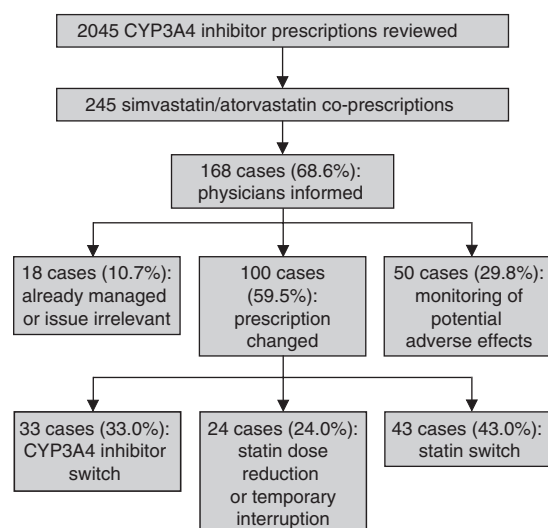 2045 CYP3A4 inhibitor prescriptions reviewed
245 simvastatin/atorvastatin co-prescriptions
168 cases (68.6%):
physicians informed
18 cases (10.7%):
already managed
or issue irrelevant
100 cases
(59.5%):
prescription
changed
50 cases (29.8%):
monitoring of
potential
adverse effects
33 cases (33.0%):
CYP3A4 inhibitor
switch
24 cases (24.0%):
statin dose
reduction
or temporary
interruption
43 cases (43.0%):
statin switch